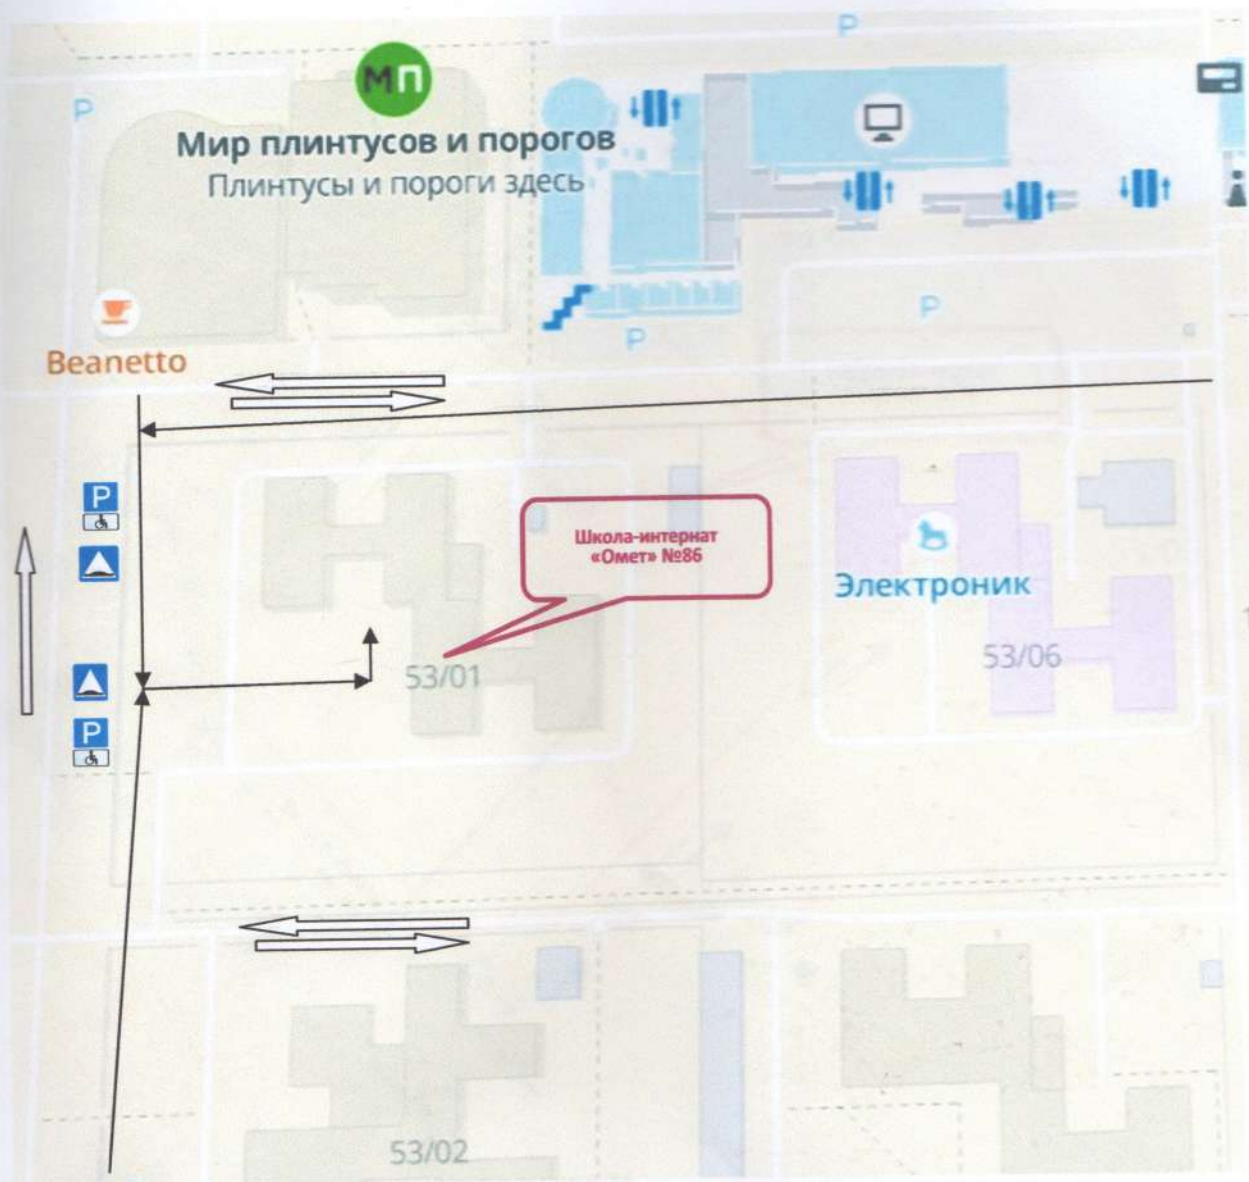 P
P
МП
Мир плинтусов и порогов
Плинтусы и пороги здесь
P
P
Beanetto
P
Школа-интернат
«Омет» №86
Электроник
53/01
53/06
P
53/02